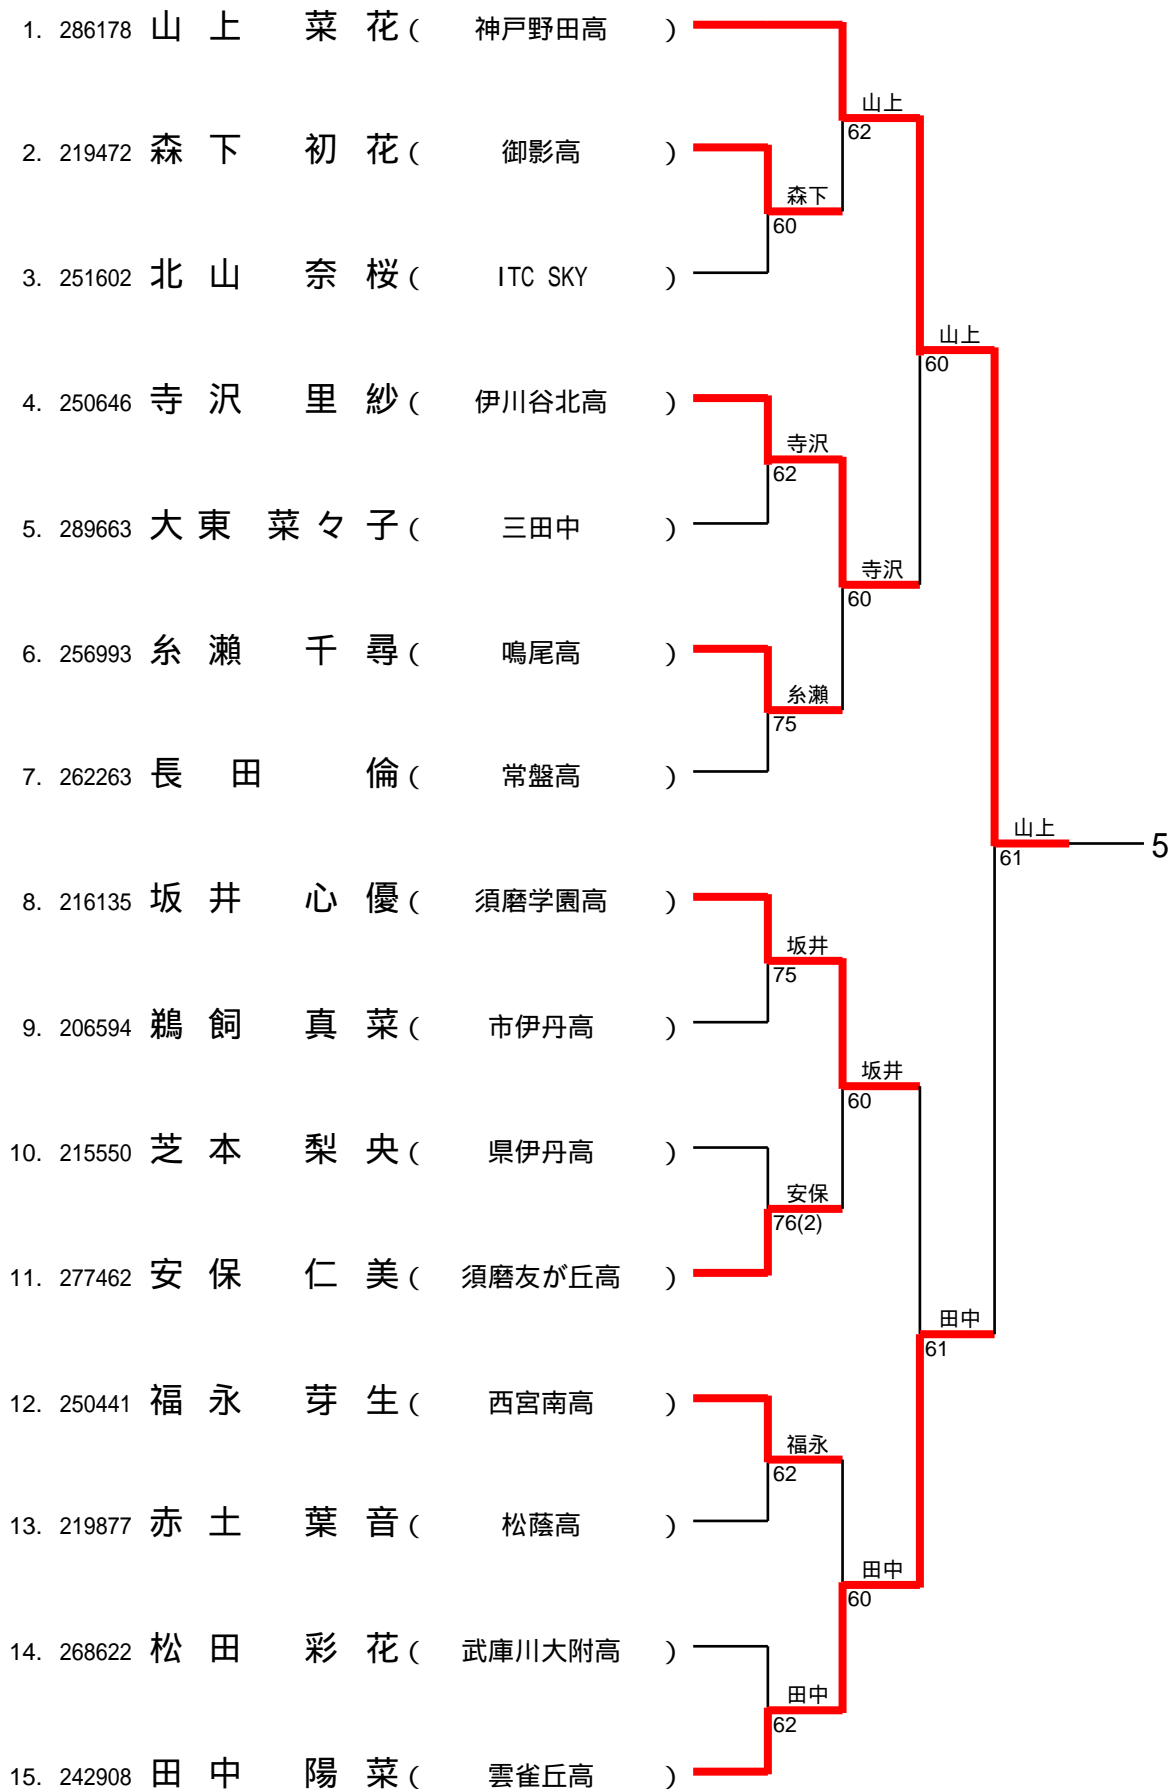 1. 286178 山上 菜花 ( 神戸野田高 )
山上
62
2. 219472 森下 初花 ( 御影高 )
森下
60
3. 251602 北山 奈桜 ( ITC SKY )
山上
60
4. 250646 寺沢 里紗 ( 伊川谷北高 )
寺沢
62
5. 289663 大東 菜々子 ( 三田中 )
寺沢
60
6. 256993 糸瀬 千尋 ( 鳴尾高 )
糸瀬
75
7. 262263 長田 倫 ( 常盤高 )
山上
61
5
8. 216135 坂井 心優 ( 須磨学園高 )
坂井
75
9. 206594 鵜飼 真菜 ( 市伊丹高 )
坂井
60
10. 215550 芝本 梨央 ( 県伊丹高 )
安保
76(2)
11. 277462 安保 仁美 ( 須磨友が丘高 )
田中
61
12. 250441 福永 芽生 ( 西宮南高 )
福永
62
13. 219877 赤土 葉音 ( 松蔭高 )
田中
60
14. 268622 松田 彩花 ( 武庫川大附高 )
田中
62
15. 242908 田中 陽菜 ( 雲雀丘高 )